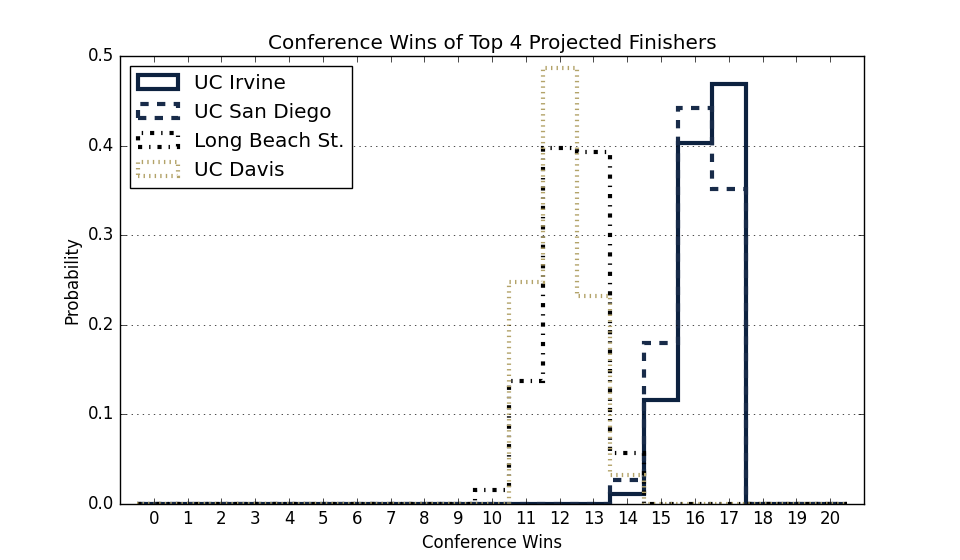 Conference Wins of Top 4 Projected Finishers
UC Irvine
UC San Diego
Long Beach St.
UC Davis
0.5
0.4
0.3
0.2
0.1
0.0
Probability
0 1 2 3 4 5 6 7 8 9 10 11 12 13 14 15 16 17 18 19 20
Conference Wins